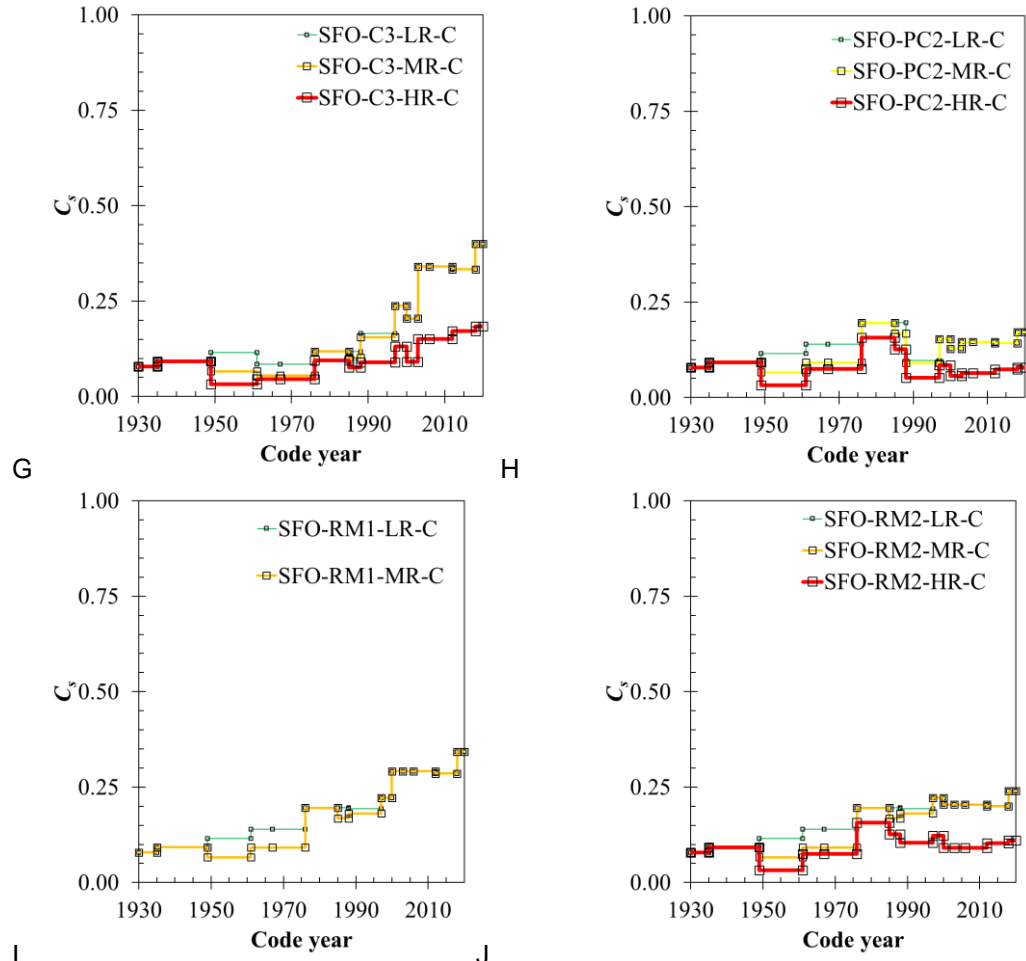 1.00
0.75
0.50
0.25
0.00
Cs
SFO-C3-LR-C
SFO-C3-MR-C
SFO-C3-HR-C
1930 1950 1970 1990 2010
Code year
G
1.00
0.75
0.50
0.25
0.00
Cs
SFO-PC2-LR-C
SFO-PC2-MR-C
SFO-PC2-HR-C
1930 1950 1970 1990 2010
Code year
H
1.00
0.75
0.50
0.25
0.00
Cs
SFO-RM1-LR-C
SFO-RM1-MR-C
1930 1950 1970 1990 2010
Code year
I
1.00
0.75
0.50
0.25
0.00
Cs
SFO-RM2-LR-C
SFO-RM2-MR-C
SFO-RM2-HR-C
1930 1950 1970 1990 2010
Code year
J